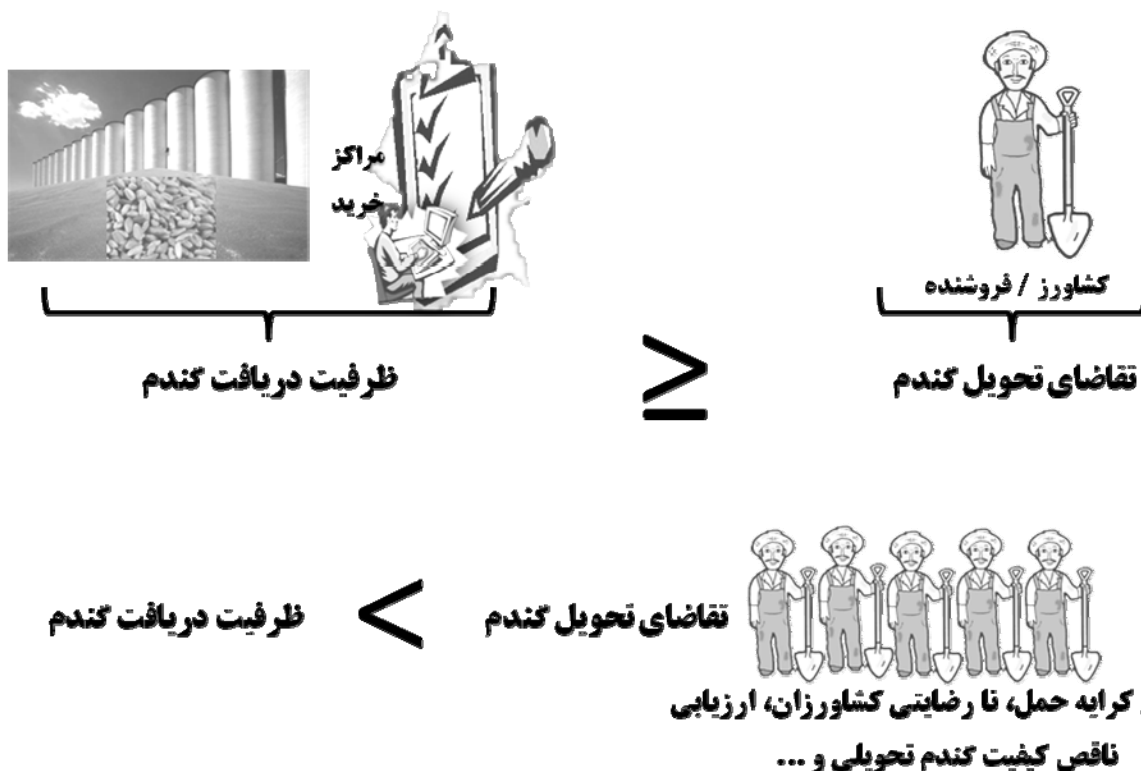 مراکز
خرید
کشاورز / فروشنده
تقاضای تحویل گندم
≥
ظرفیت دریافت گندم
تقاضای تحویل گندم
<
ظرفیت دریافت گندم
کرایه حمل، نا رضایتی کشاورزان، ارزیابی
ناقص کیفیت گندم تحویلی و ...